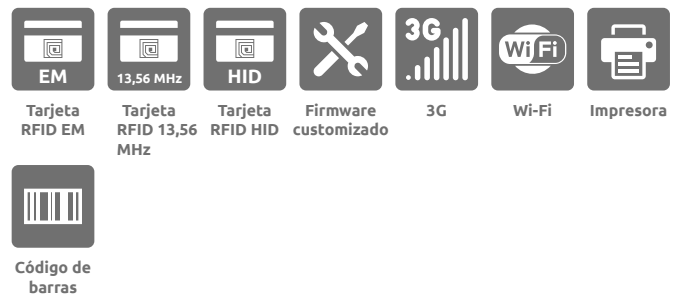 EM
13,56 MHz
HID
3G
Wi Fi
Tarjeta
RFID EM
Tarjeta
RFID 13,56
MHz
Tarjeta
RFID HID
Firmware
customizado
3G
Wi-Fi
Impresora
Código de
barras